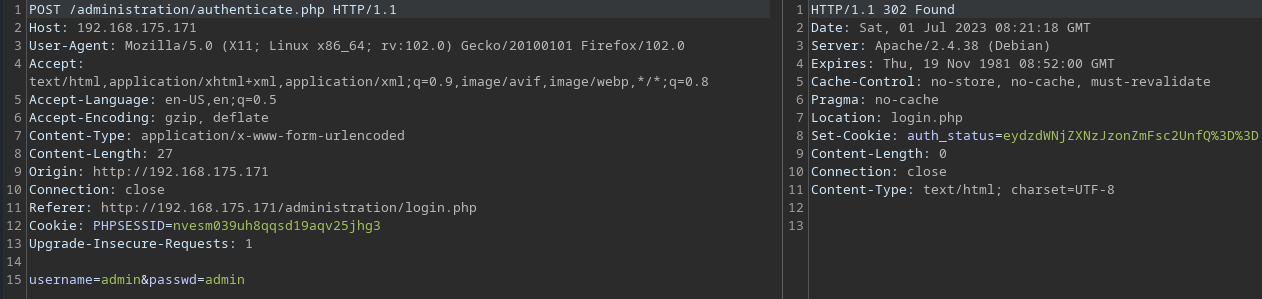 1 POST /administration/authenticate.php HTTP/1.1
2 Host: 192.168.175.171
3 User-Agent: Mozilla/5.0 (X11; Linux x86_64; rv:102.0) Gecko/20100101 Firefox/102.0
4 Accept:
text/html,application/xhtml+xml,application/xml;q=0.9,image/avif,image/webp,*/*;q=0.8
5 Accept-Language: en-US,en;q=0.5
6 Accept-Encoding: gzip, deflate
7 Content-Type: application/x-www-form-urlencoded
8 Content-Length: 27
9 Origin: http://192.168.175.171
10 Connection: close
11 Referer: http://192.168.175.171/administration/login.php
12 Cookie: PHPSESSID=nvesm039uh8qqsd19aqv25jhg3
13 Upgrade-Insecure-Requests: 1
14
15 username=admin&passwd=admin
1 HTTP/1.1 302 Found
2 Date: Sat, 01 Jul 2023 08:21:18 GMT
3 Server: Apache/2.4.38 (Debian)
4 Expires: Thu, 19 Nov 1981 08:52:00 GMT
5 Cache-Control: no-store, no-cache, must-revalidate
6 Pragma: no-cache
7 Location: login.php
8 Set-Cookie: auth_status=eydzdWNjZXNzJzonZmFsc2UnfQ%3D%3D
9 Content-Length: 0
10 Connection: close
11 Content-Type: text/html; charset=UTF-8
12
13